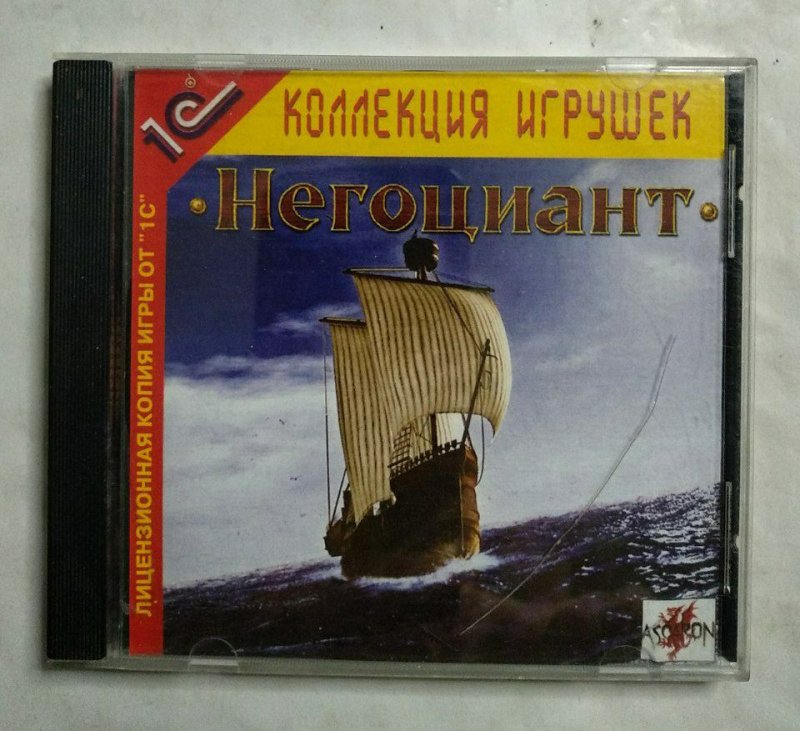 1С
КОЛЛЕКЦИЯ ИГРУШЕК
Негоциант
ЛИЦЕНЗИОННАЯ КОПИЯ ИГРЫ ОТ "1С"
ASCARON